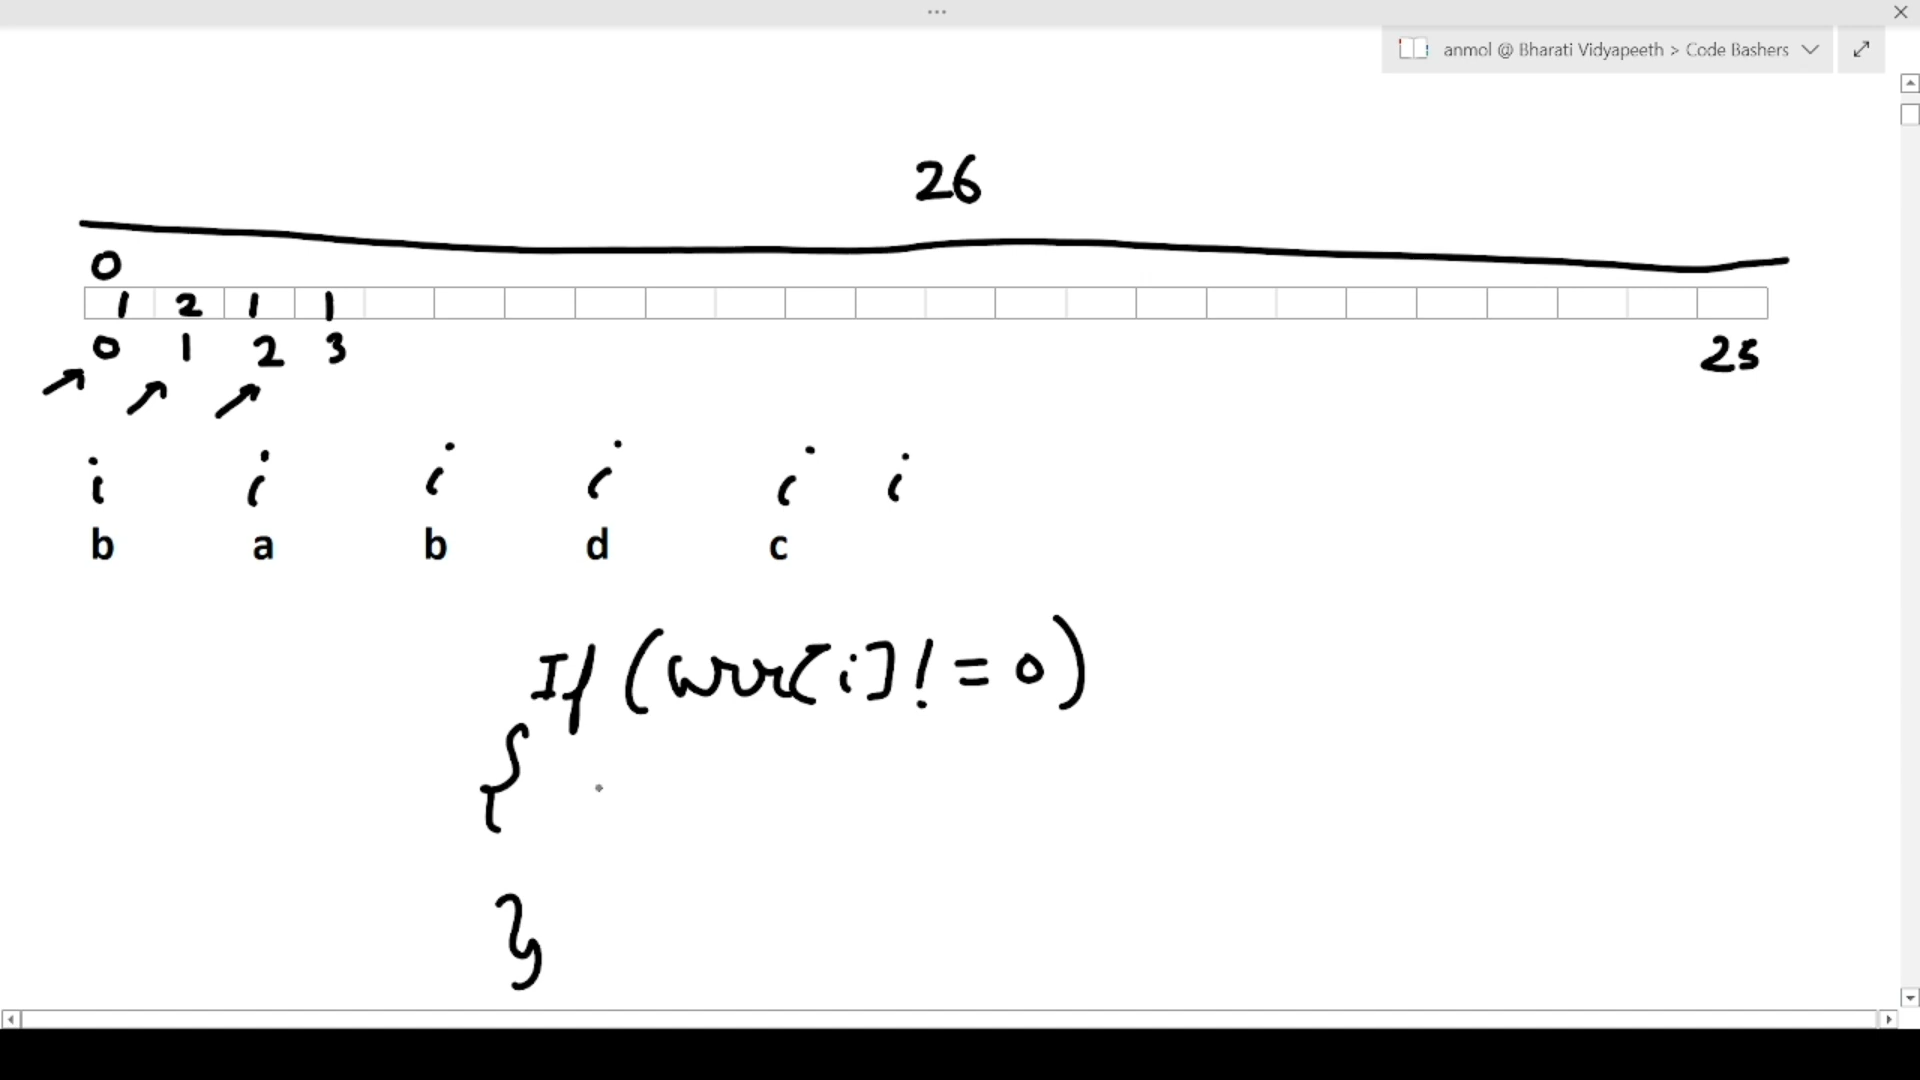 anmol @ Bharati Vidyapeeth > Code Bashers
26
0
1 2 1 1
0 1 2 3 25
i i i i i i
b a b d c
If (arr[i] != 0)
{
}